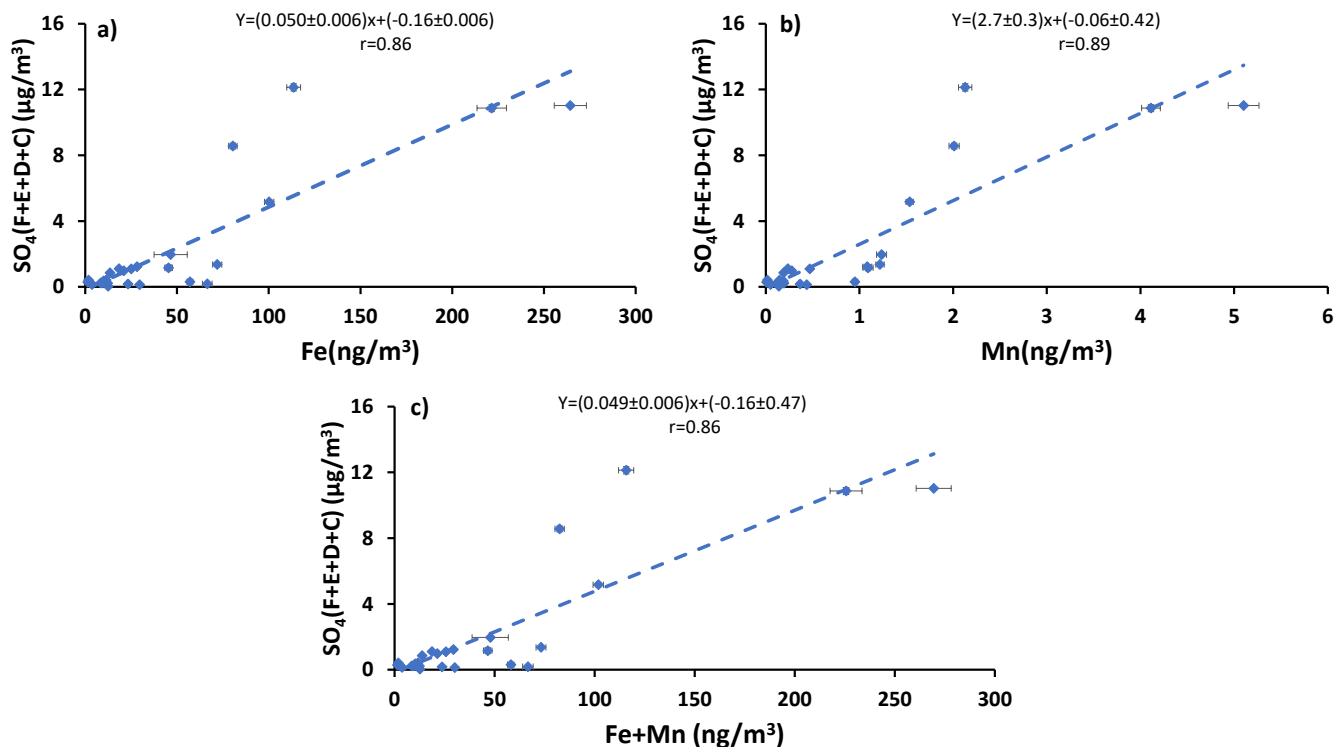 a)
Y=(0.050±0.006)x+(-0.16±0.006)
r=0.86
SO₄(F+E+D+C) (µg/m³)
16
12
8
4
0
0 50 100 150 200 250 300
Fe(ng/m³)
b)
Y=(2.7±0.3)x+(-0.06±0.42)
r=0.89
SO₄(F+E+D+C) (µg/m³)
16
12
8
4
0
0 1 2 3 4 5 6
Mn(ng/m³)
c)
Y=(0.049±0.006)x+(-0.16±0.47)
r=0.86
SO₄(F+E+D+C) (µg/m³)
16
12
8
4
0
0 50 100 150 200 250 300
Fe+Mn (ng/m³)